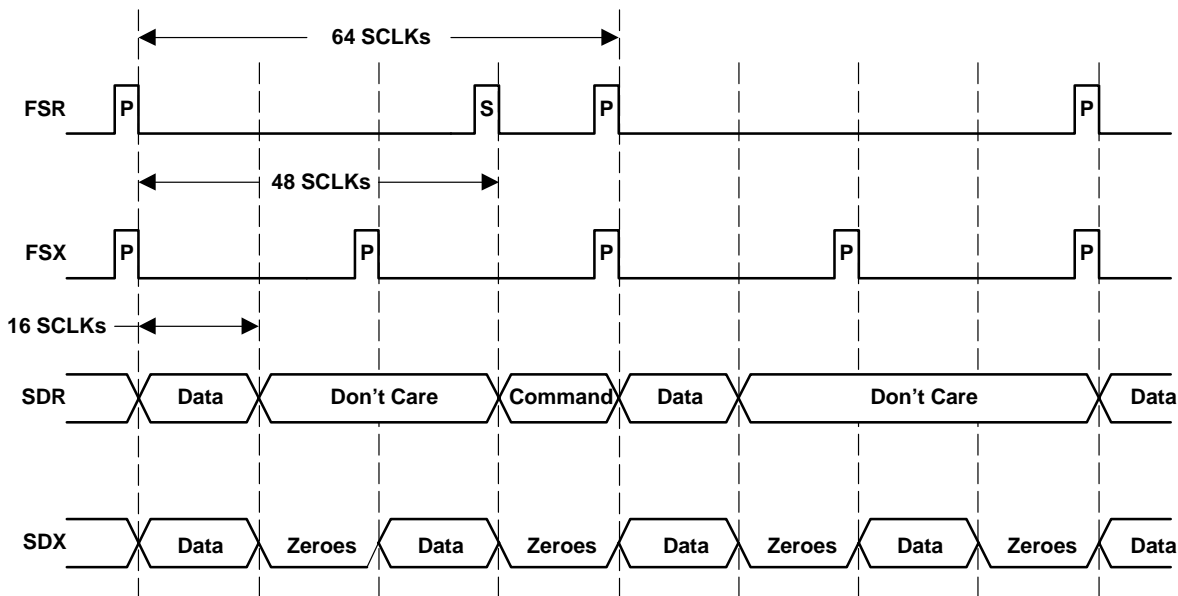 64 SCLKs
FSR P S P P
48 SCLKs
FSX P P P P P
16 SCLKs
SDR Data Don't Care Command Data Don't Care Data
SDX Data Zeroes Data Zeroes Data Zeroes Data Zeroes Data